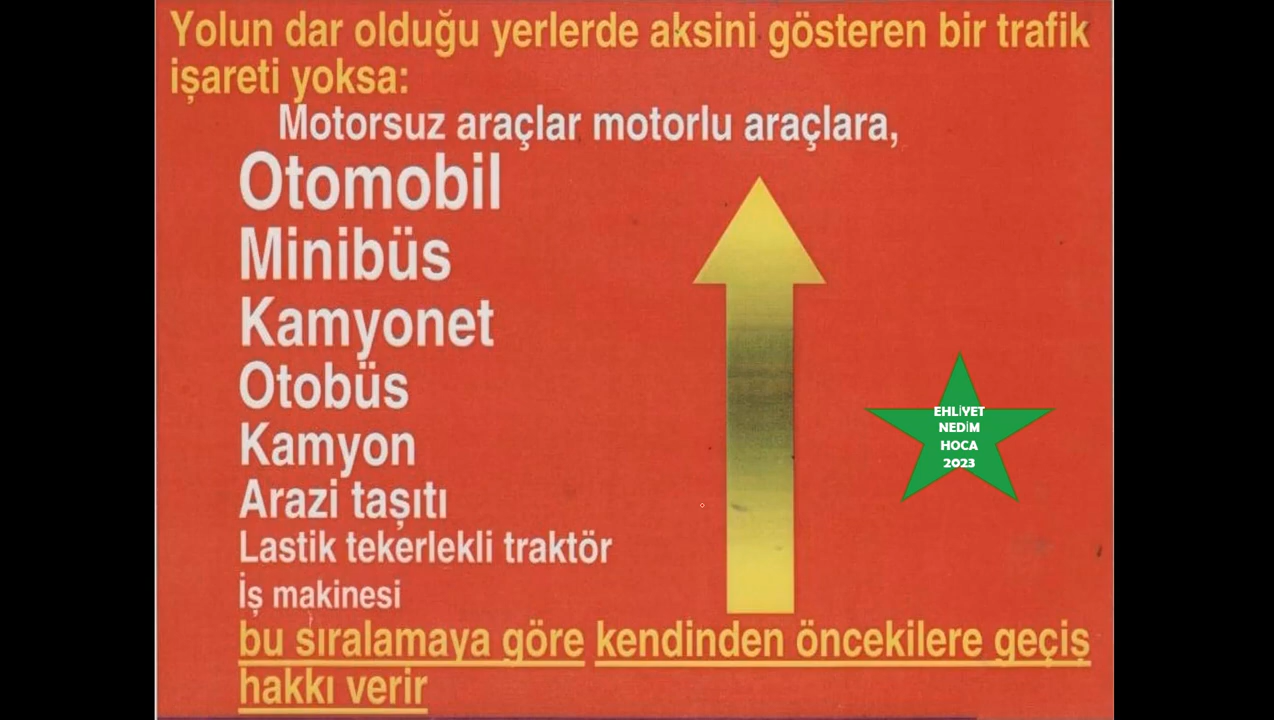 Yolun dar olduğu yerlerde aksini gösteren bir trafik
işareti yoksa:
Motorsuz araçlar motorlu araçlara,
Otomobil
Minibüs
Kamyonet
Otobüs
Kamyon
Arazi taşıtı
Lastik tekerlekli traktör
İş makinesi
bu sıralamaya göre kendinden öncekilere geçiş
hakkı verir
EHLİYET
NEDİM
HOCA
2023